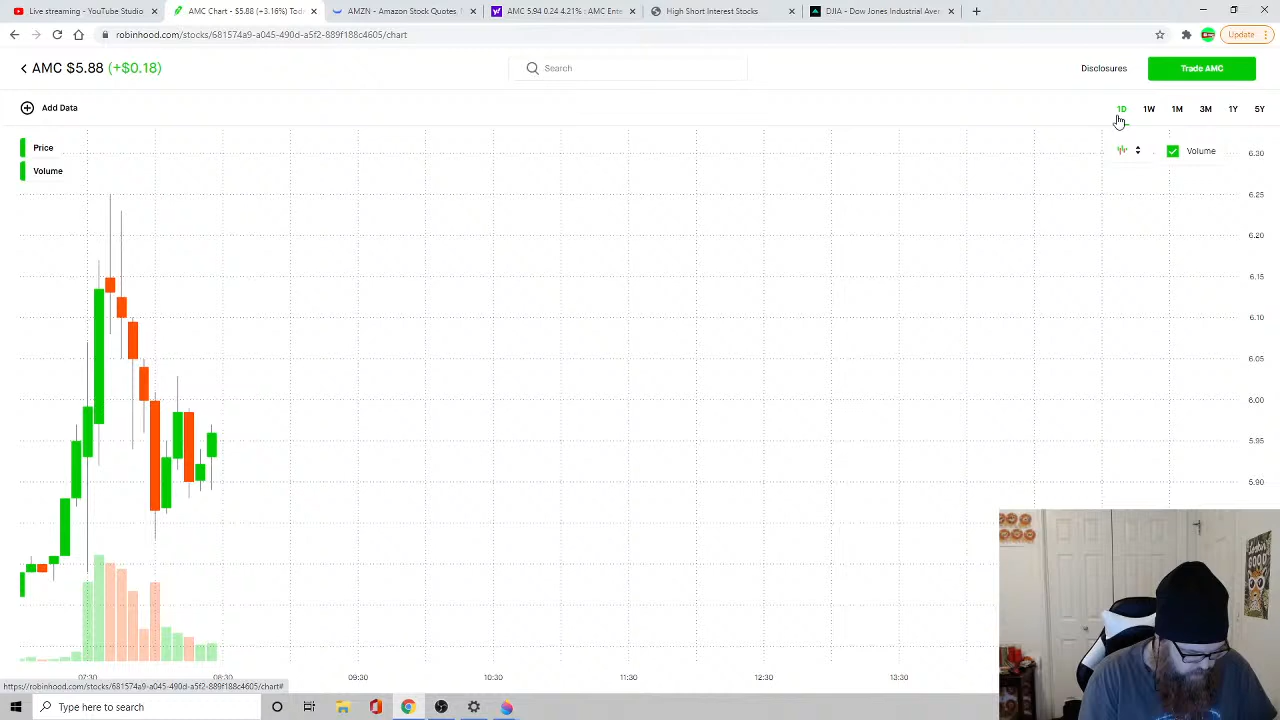 Live streaming - YouTube Studio
AMC Chart - $5.88 (+3.16%) Toda
AMZN - Amazon Stock Quotes, T
AMC 5.94 0.24 4.21% : AMC Ente
High Short Interest Stocks
DJIA - Dow Jones Industrial Aver
robinhood.com/stocks/681574a9-a045-490d-a5f2-889f188c4605/chart
Update
AMC $5.88 (+$0.18)
Search
Disclosures
Trade AMC
Add Data
1D 1W 1M 3M 1Y 5Y
Price
Volume
Volume
6.30
6.25
6.20
6.15
6.10
6.05
6.00
5.95
5.90
GOOD
07:30 08:30 09:30 10:30 11:30 12:30 13:30
https://robinhood.com/stocks/681574a9-a045-490d-a5f2-889f188c4605/chart#
Type here to search